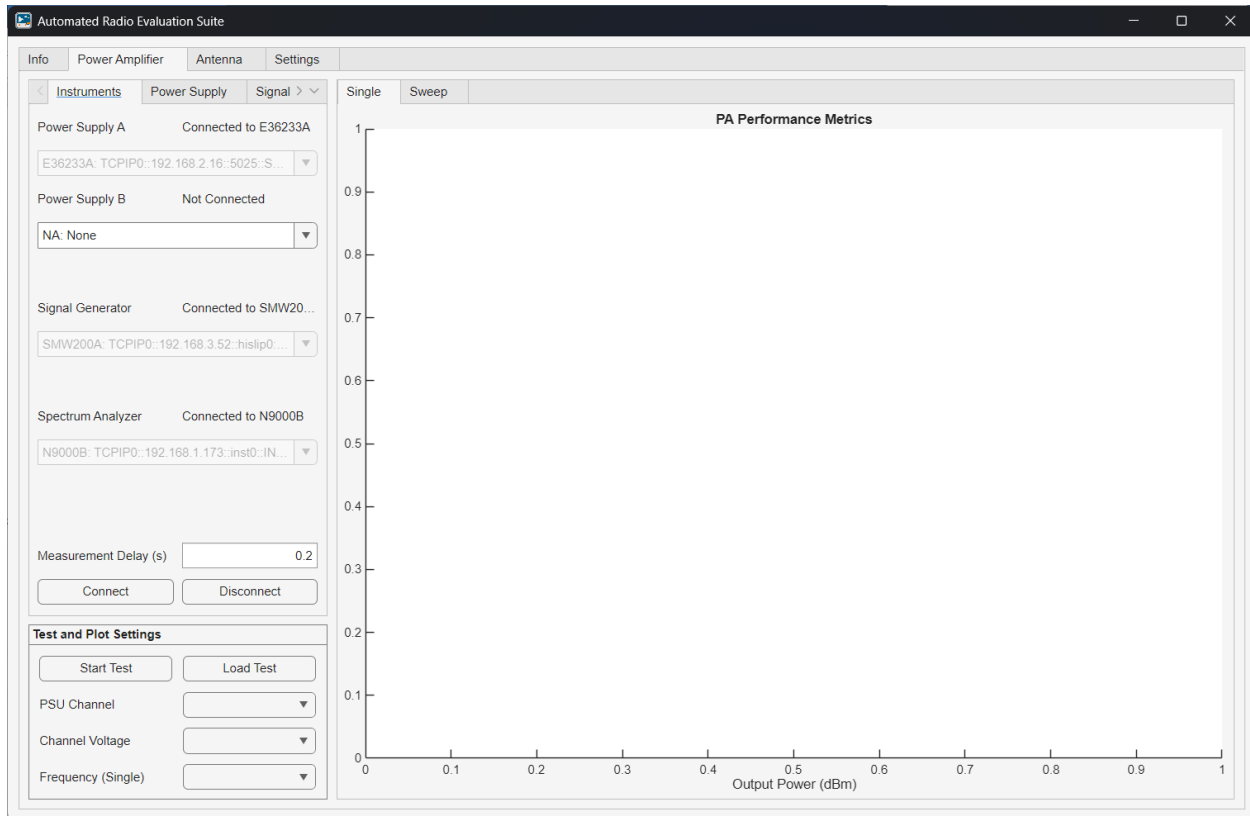 Automated Radio Evaluation Suite
Info Power Amplifier Antenna Settings
Instruments Power Supply Signal
Power Supply A Connected to E36233A
E36233A: TCPIP0::192.168.2.16::5025::S...
Power Supply B Not Connected
NA: None
Signal Generator Connected to SMW20...
SMW200A: TCPIP0::192.168.3.52::hislip0:...
Spectrum Analyzer Connected to N9000B
N9000B: TCPIP0::192.168.1.173::inst0::IN...
Measurement Delay (s) 0.2
Connect Disconnect
Test and Plot Settings
Start Test Load Test
PSU Channel
Channel Voltage
Frequency (Single)
Single Sweep
PA Performance Metrics
1
0.9
0.8
0.7
0.6
0.5
0.4
0.3
0.2
0.1
0
0 0.1 0.2 0.3 0.4 0.5 0.6 0.7 0.8 0.9 1
Output Power (dBm)